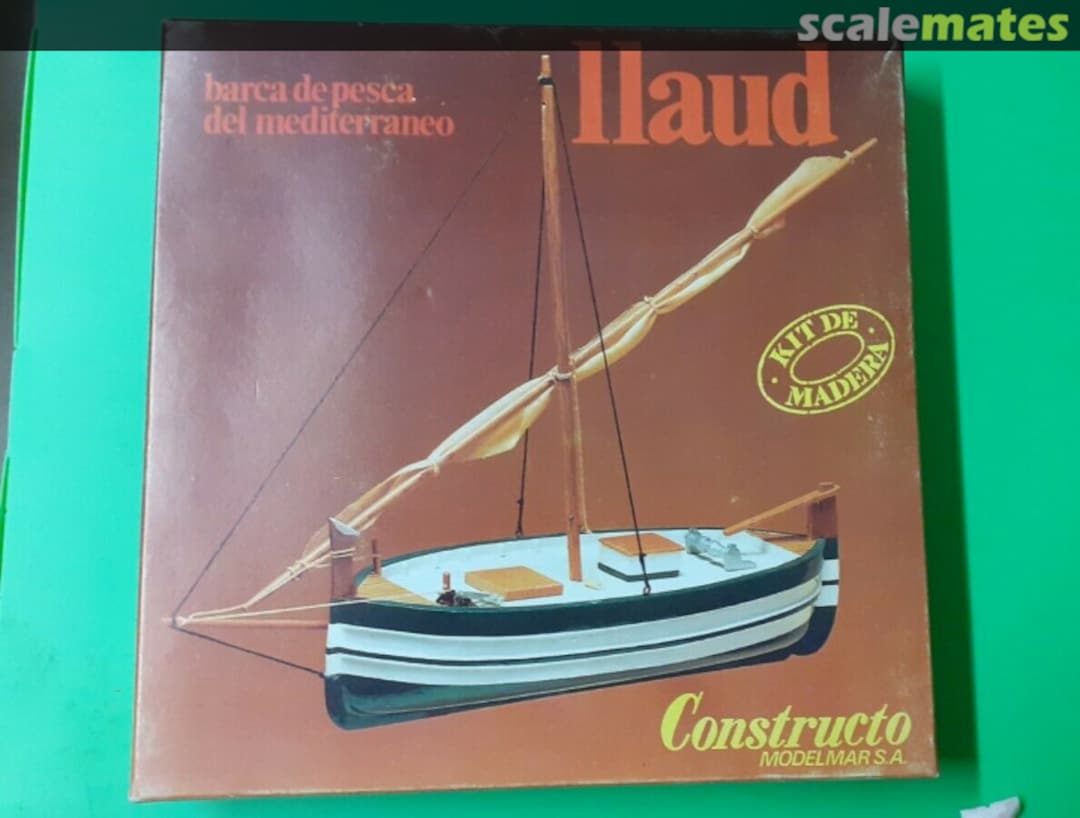 scalemates
llaud
barca de pesca
del mediterraneo
KIT DE
MADERA
Constructo
MODELMAR S.A.